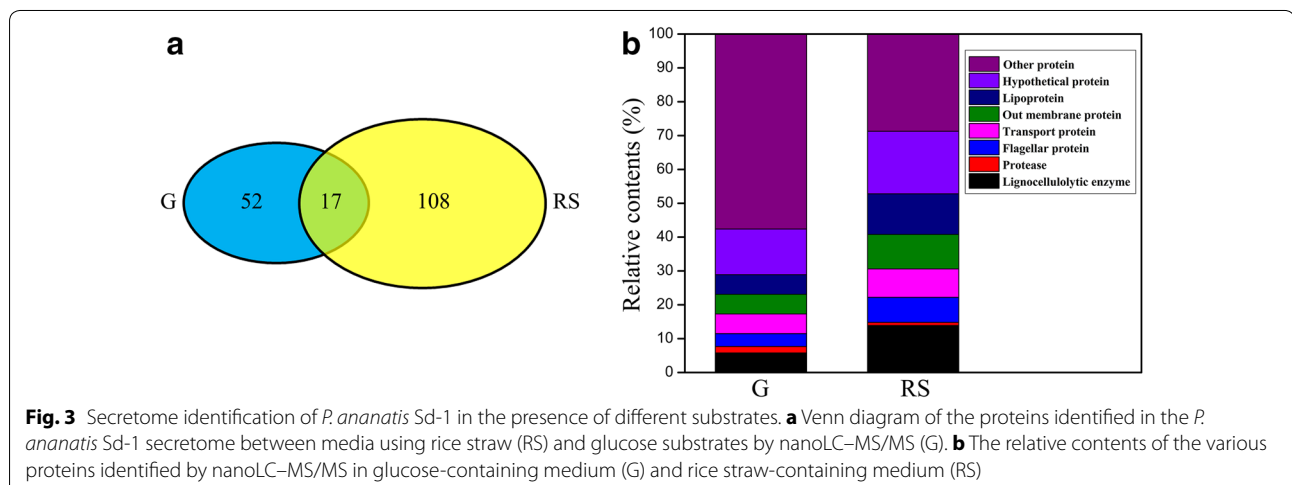 a
G
52
17
108
RS
b
Relative contents (%)
100
90
80
70
60
50
40
30
20
10
0
G
RS
Other protein
Hypothetical protein
Lipoprotein
Out membrane protein
Transport protein
Flagellar protein
Protease
Lignocellulolytic enzyme
Fig. 3 Secretome identification of P. ananatis Sd-1 in the presence of different substrates. a Venn diagram of the proteins identified in the P.
ananatis Sd-1 secretome between media using rice straw (RS) and glucose substrates by nanoLC–MS/MS (G). b The relative contents of the various
proteins identified by nanoLC–MS/MS in glucose-containing medium (G) and rice straw-containing medium (RS)